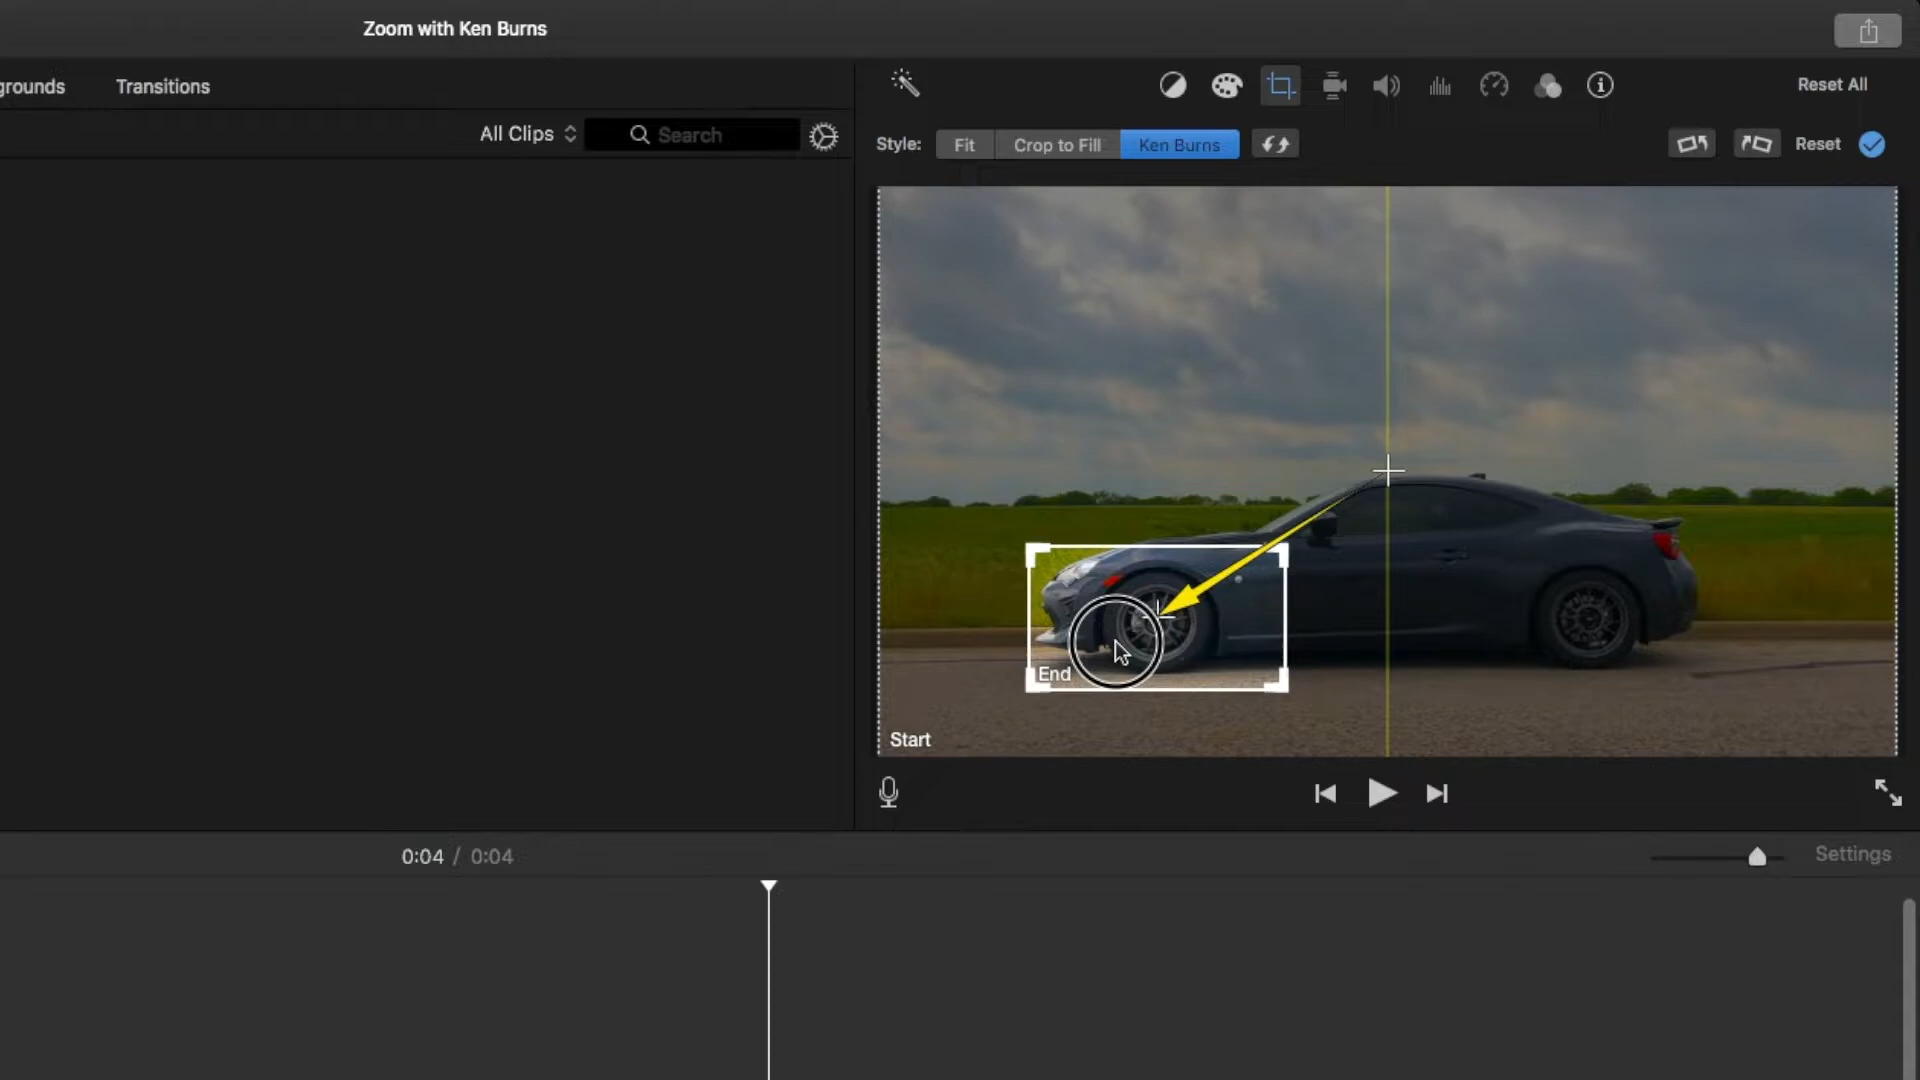 Zoom with Ken Burns
grounds Transitions
Reset All
All Clips Search
Style: Fit Crop to Fill Ken Burns Reset
End
Start
0:04 / 0:04
Settings